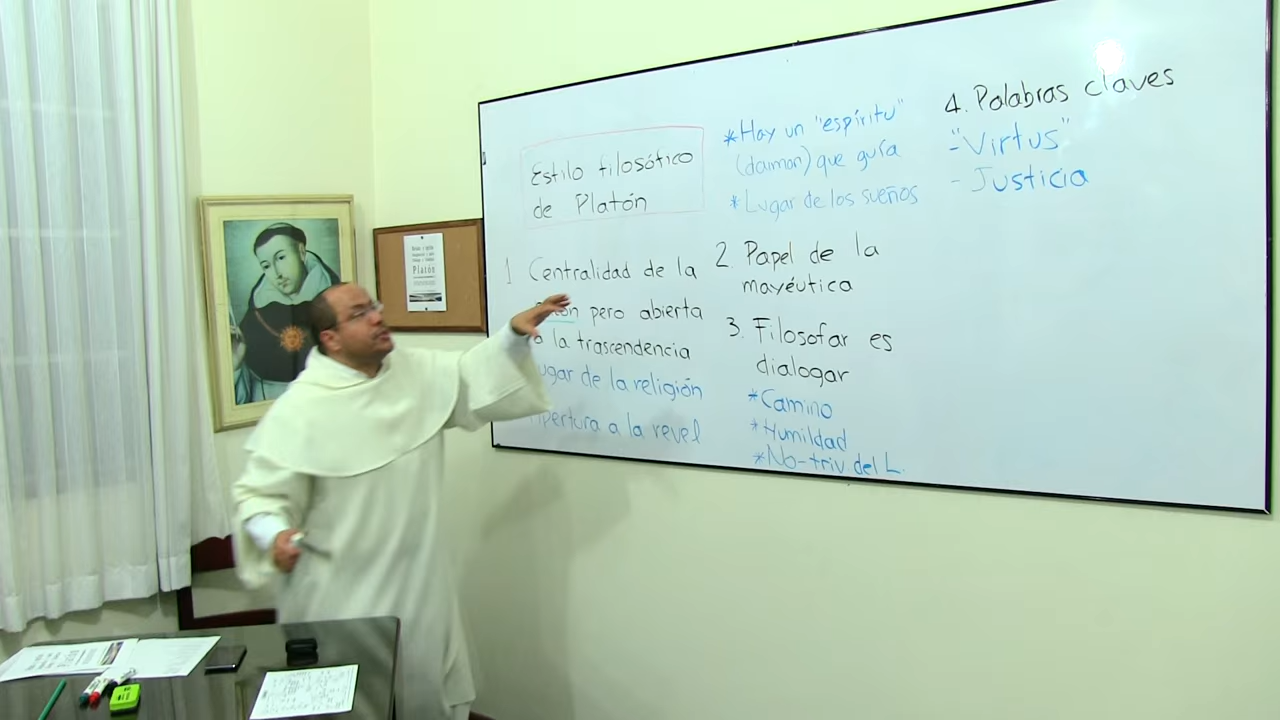 Estilo filosófico
de Platón
1 Centralidad de la
pero abierta
a la trascendencia
lugar de la religión
Apertura a la revel
*Hay un "espíritu"
(daimon) que guía
*Lugar de los sueños
2. Papel de la
mayéutica
3. Filosofar es
dialogar
*Camino
*Humildad
*No-triv del L.
4. Palabras claves
-"Virtus"
- Justicia
Platón